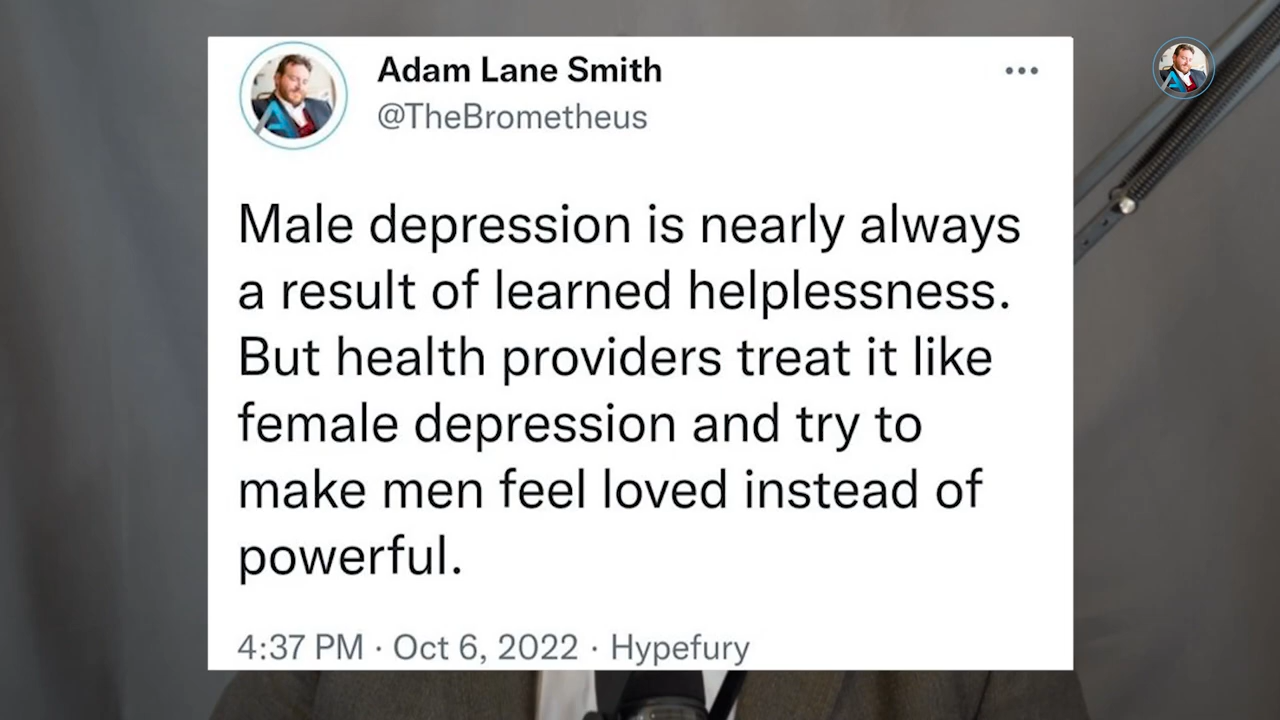 Adam Lane Smith
@TheBrometheus
Male depression is nearly always
a result of learned helplessness.
But health providers treat it like
female depression and try to
make men feel loved instead of
powerful.
4:37 PM · Oct 6, 2022 · Hypefury